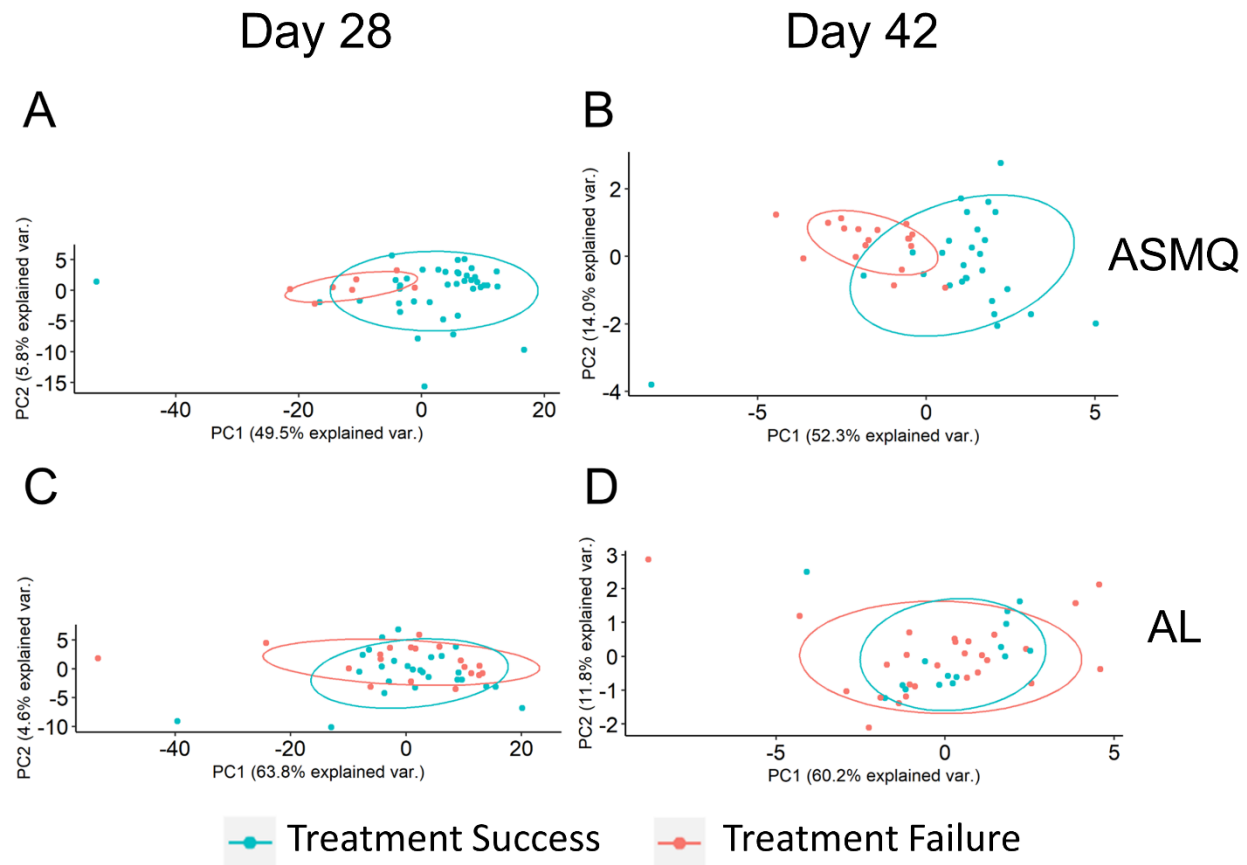 Day 28
Day 42
A
B
PC2 (5.8% explained var.)
5
0
-5
-10
-15
-40
-20
0
20
PC1 (49.5% explained var.)
PC2 (14.0% explained var.)
2
0
-2
-4
-5
0
5
PC1 (52.3% explained var.)
ASMQ
C
D
PC2 (4.6% explained var.)
5
0
-5
-10
-40
-20
0
20
PC1 (63.8% explained var.)
PC2 (11.8% explained var.)
3
2
1
0
-1
-2
-5
0
5
PC1 (60.2% explained var.)
AL
Treatment Success
Treatment Failure